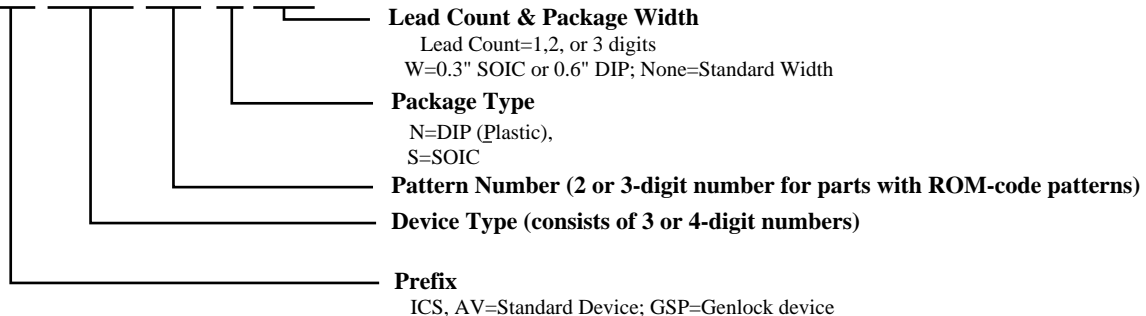 Lead Count & Package Width
Lead Count=1,2, or 3 digits
W=0.3" SOIC or 0.6" DIP; None=Standard Width
Package Type
N=DIP (Plastic),
S=SOIC
Pattern Number (2 or 3-digit number for parts with ROM-code patterns)
Device Type (consists of 3 or 4-digit numbers)
Prefix
ICS, AV=Standard Device; GSP=Genlock device